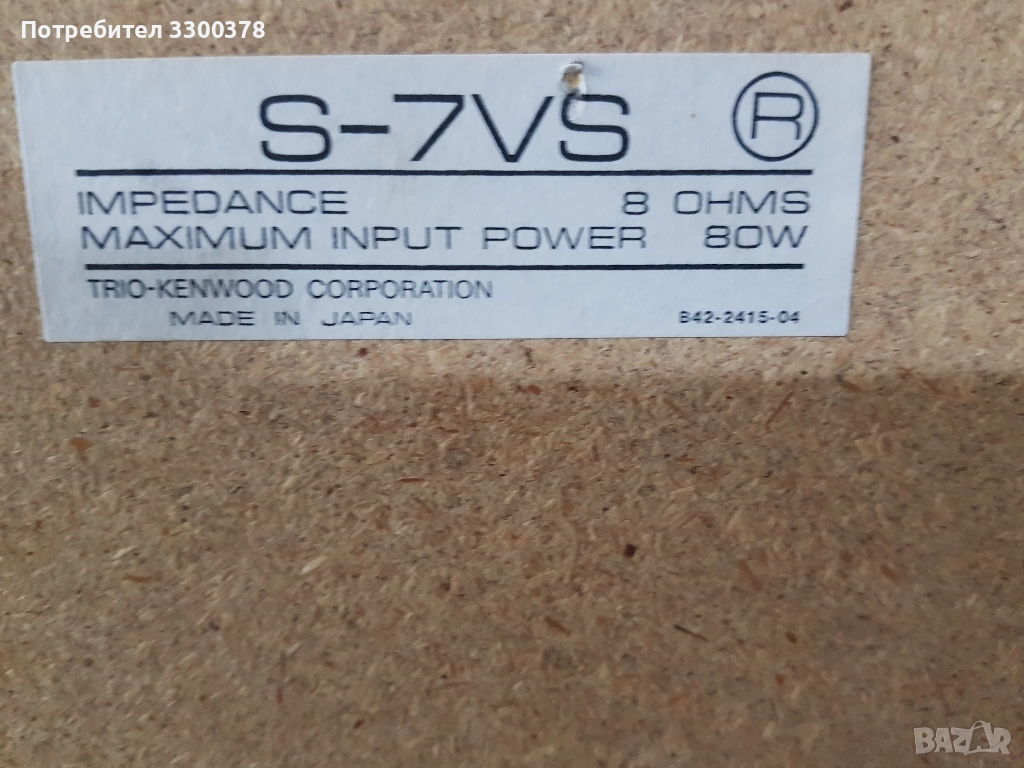 Потребител 3300378
S-7VS R
IMPEDANCE 8 OHMS
MAXIMUM INPUT POWER 80W
TRIO-KENWOOD CORPORATION
MADE IN JAPAN B42-2415-04
BAZAR